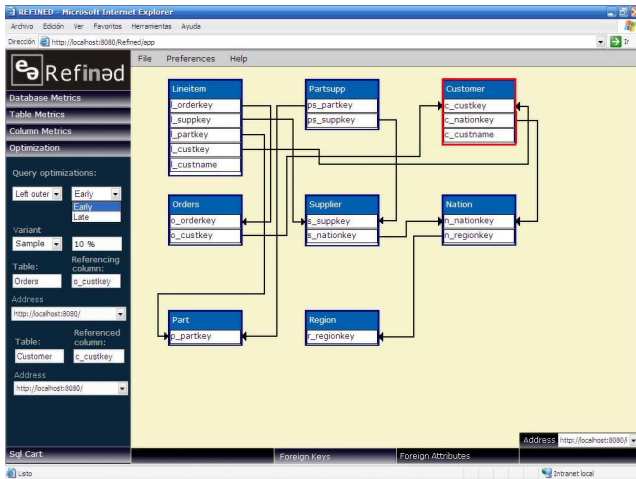 REFINED - Microsoft Internet Explorer
Archivo Edición Ver Favoritos Herramientas Ayuda
Dirección http://localhost:8080/Refined/app Ir
Refinəd
File Preferences Help
Database Metrics
Table Metrics
Column Metrics
Optimization
Query optimizations:
Left outer Early
Early
Late
Variant
Sample 10 %
Table: Referencing column:
Orders o_custkey
Address
http://localhost:8080/
Table: Referenced column:
Customer c_custkey
Address
http://localhost:8080/
Sql Cart
Lineitem
l_orderkey
l_suppkey
l_partkey
l_custkey
l_custname
Partsupp
ps_partkey
ps_suppkey
Customer
c_custkey
c_nationkey
c_custname
Orders
o_orderkey
o_custkey
Supplier
s_suppkey
s_nationkey
Nation
n_nationkey
n_regionkey
Part
p_partkey
Region
r_regionkey
Address http://localhost:8080/
Foreign Keys Foreign Attributes
Listo Intranet local